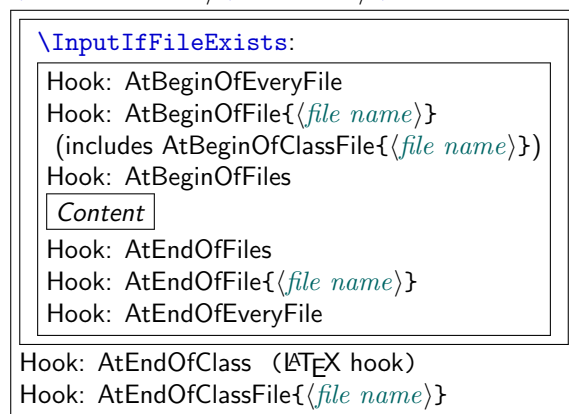 \InputIfFileExists:
Hook: AtBeginOfEveryFile
Hook: AtBeginOfFile{⟨file name⟩}
(includes AtBeginOfClassFile{⟨file name⟩})
Hook: AtBeginOfFiles
Content
Hook: AtEndOfFiles
Hook: AtEndOfFile{⟨file name⟩}
Hook: AtEndOfEveryFile
Hook: AtEndOfClass (LATEX hook)
Hook: AtEndOfClassFile{⟨file name⟩}